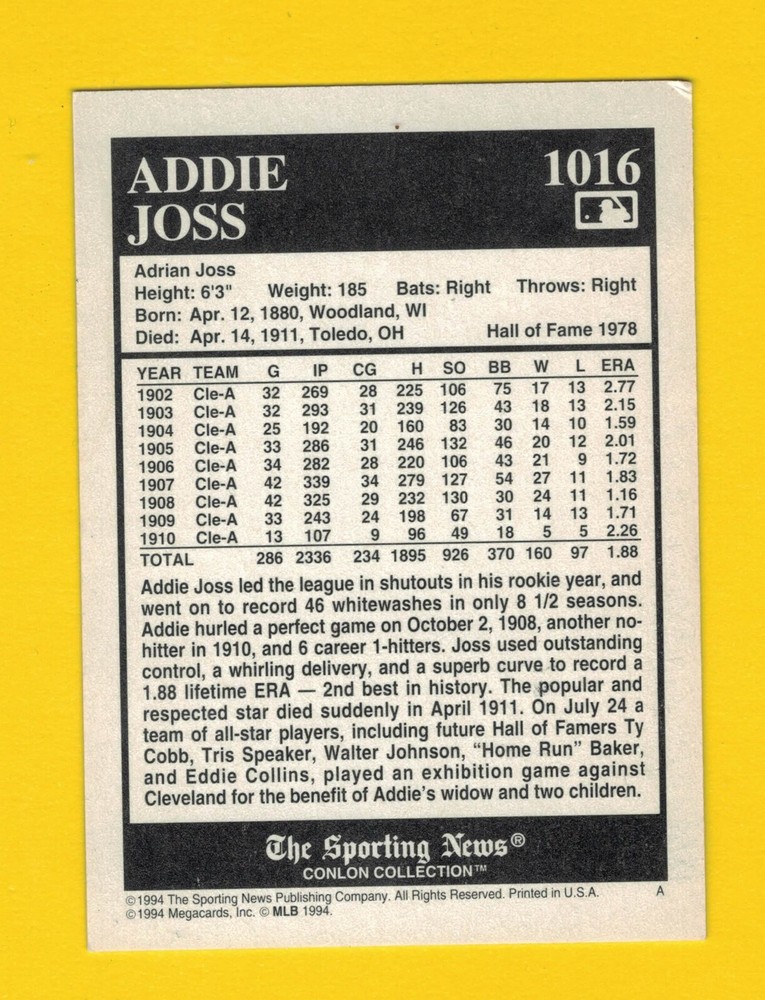 ADDIE 1016
JOSS
Adrian Joss
Height: 6'3" Weight: 185 Bats: Right Throws: Right
Born: Apr. 12, 1880, Woodland, WI
Died: Apr. 14, 1911, Toledo, OH Hall of Fame 1978
YEAR TEAM G IP CG H SO BB W L ERA
1902 Cle-A 32 269 28 225 106 75 17 13 2.77
1903 Cle-A 32 293 31 239 126 43 18 13 2.15
1904 Cle-A 25 192 20 160 83 30 14 10 1.59
1905 Cle-A 33 286 31 246 132 46 20 12 2.01
1906 Cle-A 34 282 28 220 106 43 21 9 1.72
1907 Cle-A 42 339 34 279 127 54 27 11 1.83
1908 Cle-A 42 325 29 232 130 30 24 11 1.16
1909 Cle-A 33 243 24 198 67 31 14 13 1.71
1910 Cle-A 13 107 9 96 49 18 5 5 2.26
TOTAL 286 2336 234 1895 926 370 160 97 1.88
Addie Joss led the league in shutouts in his rookie year, and
went on to record 46 whitewashes in only 8 1/2 seasons.
Addie hurled a perfect game on October 2, 1908, another no-
hitter in 1910, and 6 career 1-hitters. Joss used outstanding
control, a whirling delivery, and a superb curve to record a
1.88 lifetime ERA — 2nd best in history. The popular and
respected star died suddenly in April 1911. On July 24 a
team of all-star players, including future Hall of Famers Ty
Cobb, Tris Speaker, Walter Johnson, "Home Run" Baker,
and Eddie Collins, played an exhibition game against
Cleveland for the benefit of Addie's widow and two children.
The Sporting News®
CONLON COLLECTION™
©1994 The Sporting News Publishing Company. All Rights Reserved. Printed in U.S.A. A
©1994 Megacards, Inc. © MLB 1994.